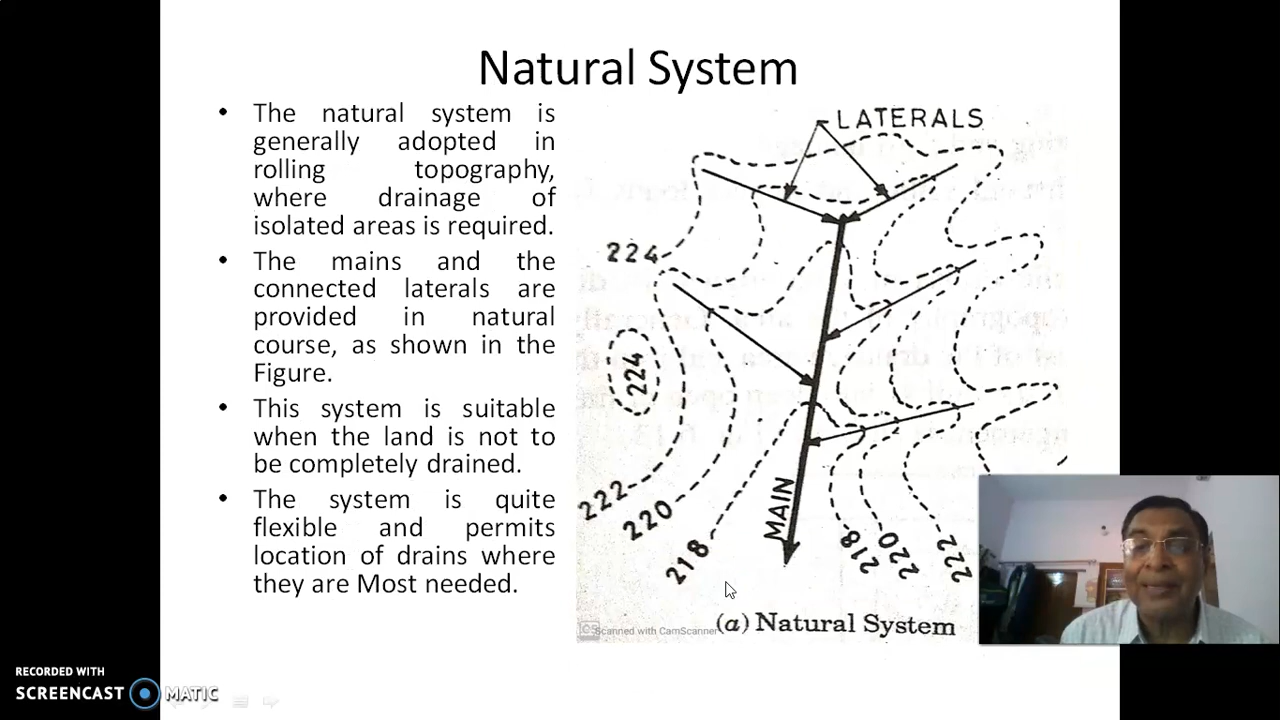 Natural System
• The natural system is
generally adopted in
rolling topography,
where drainage of
isolated areas is required.
• The mains and the
connected laterals are
provided in natural
course, as shown in the
Figure.
• This system is suitable
when the land is not to
be completely drained.
• The system is quite
flexible and permits
location of drains where
they are Most needed.
LATERALS
224
224
222
220
218
MAIN
218
220
222
(a) Natural System
CS Scanned with CamScanner
RECORDED WITH
SCREENCAST MATIC